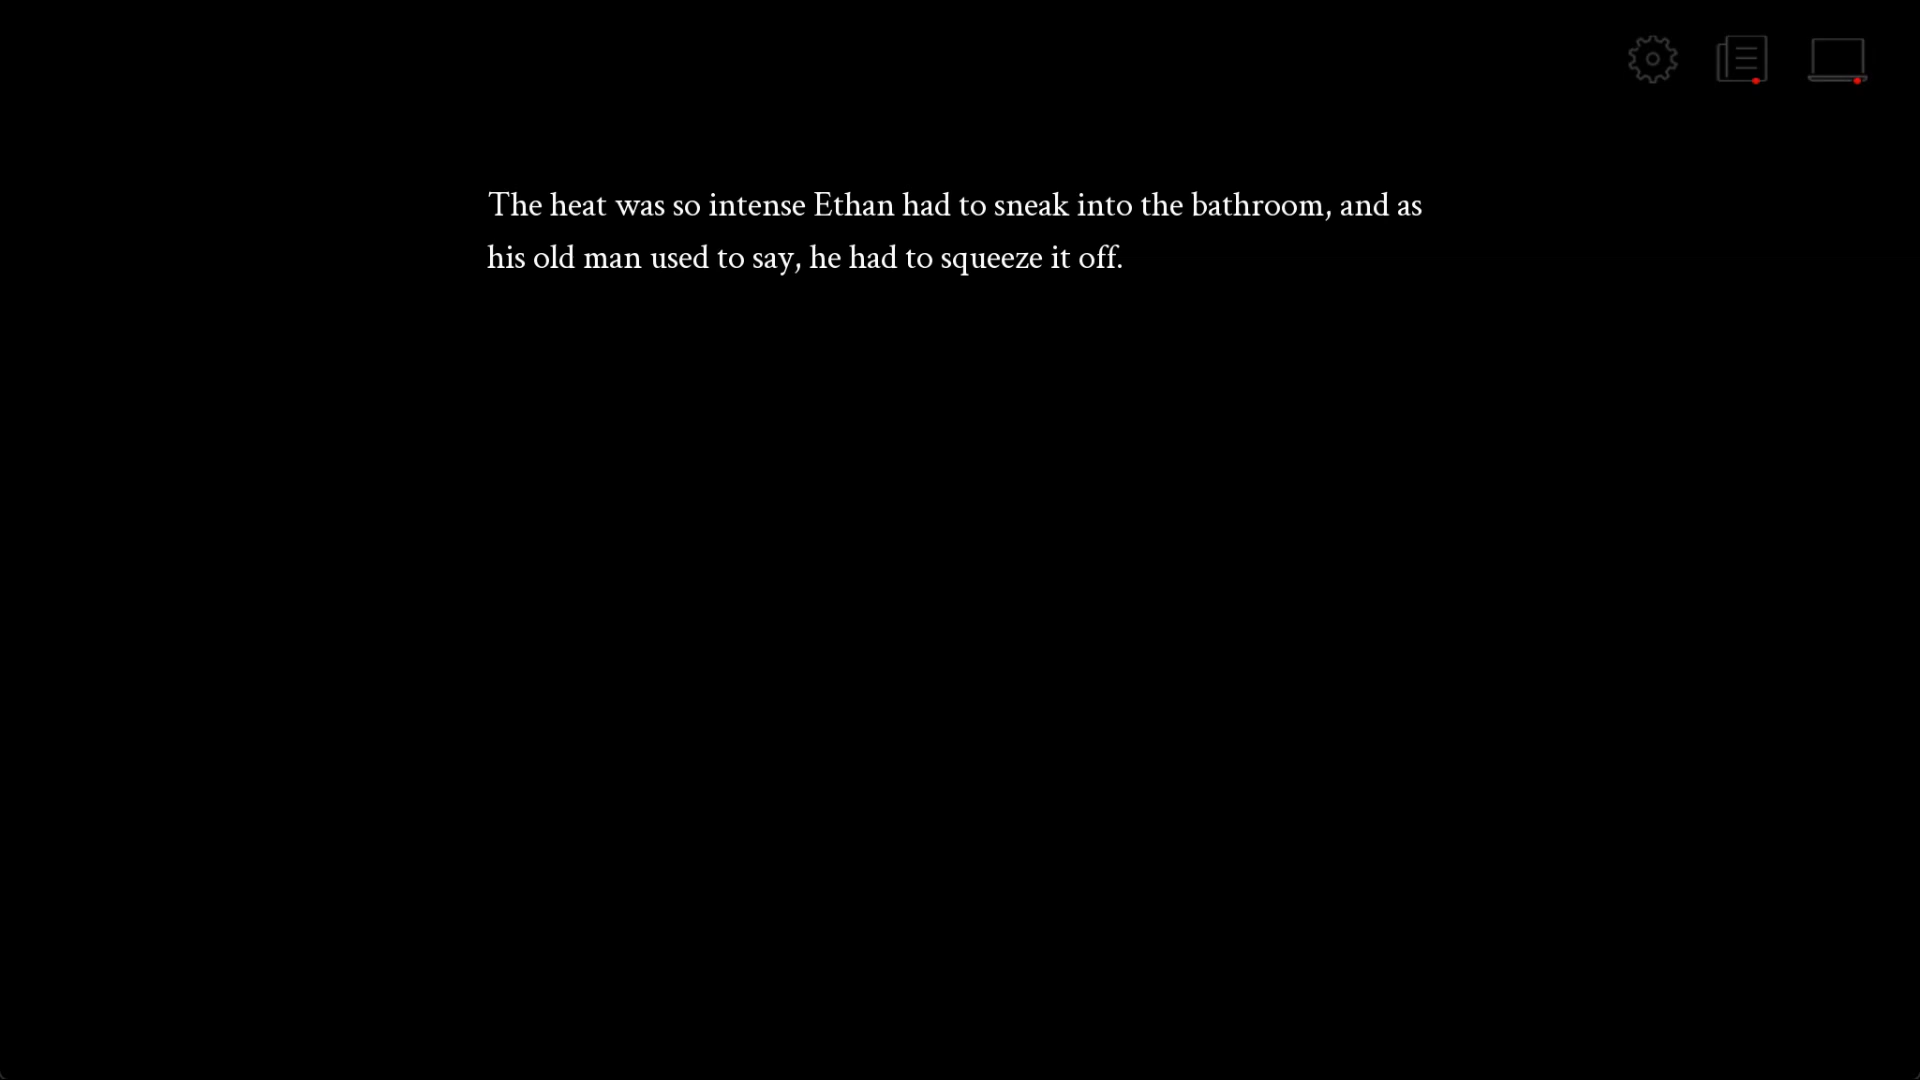 The heat was so intense Ethan had to sneak into the bathroom, and as
his old man used to say, he had to squeeze it off.